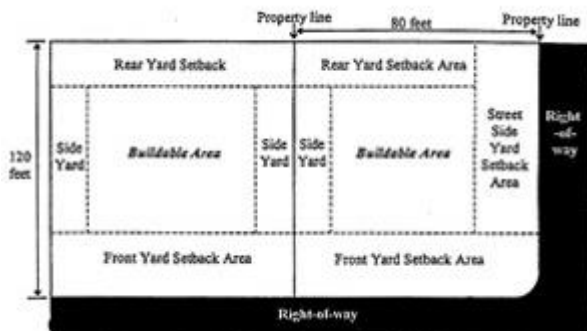 Property line
80 feet
Property line
Rear Yard Setback
Rear Yard Setback Area
120
feet
Side
Yard
Buildable Area
Side
Yard
Side
Yard
Buildable Area
Street
Side
Yard
Setback
Area
Right
-of-
way
Front Yard Setback Area
Front Yard Setback Area
Right-of-way